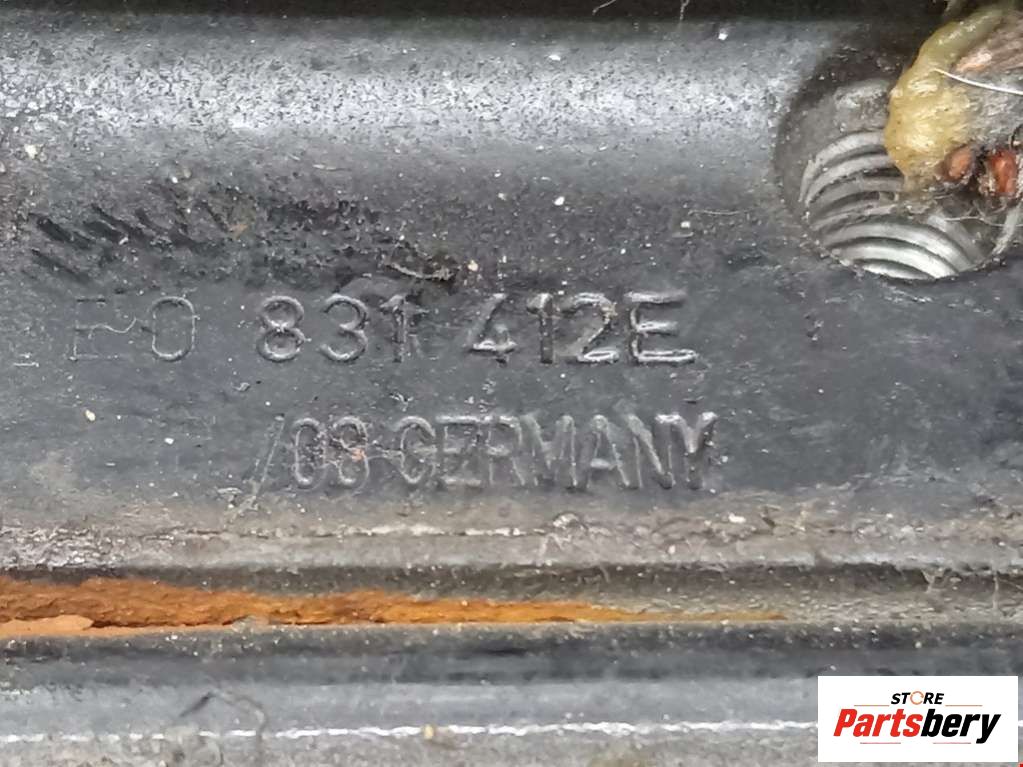 E0 831 412E
/08 GERMANY
STORE
Partsbery